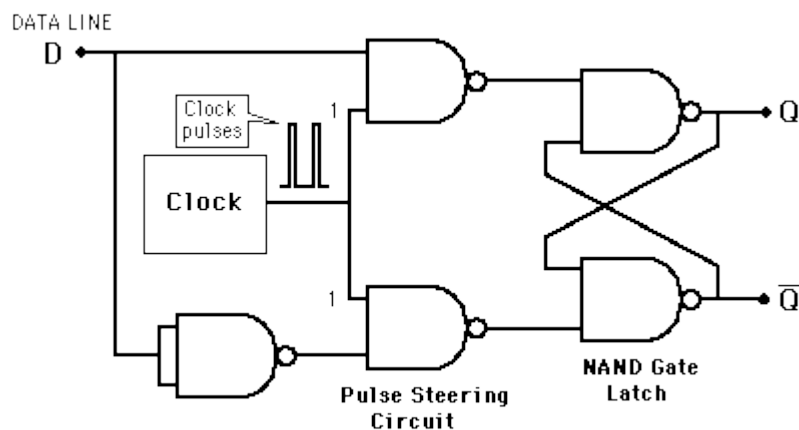 DATA LINE
D
Clock
pulses
1
Q
Clock
1
Q̅
Pulse Steering
Circuit
NAND Gate
Latch